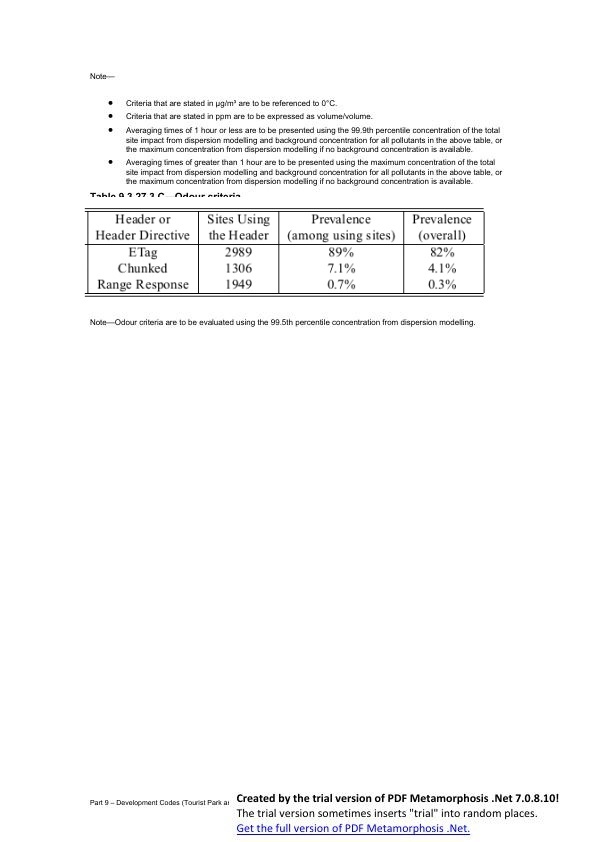 Note—
● Criteria that are stated in µg/m³ are to be referenced to 0°C.
● Criteria that are stated in ppm are to be expressed as volume/volume.
● Averaging times of 1 hour or less are to be presented using the 99.9th percentile concentration of the total
site impact from dispersion modelling and background concentration for all pollutants in the above table, or
the maximum concentration from dispersion modelling if no background concentration is available.
● Averaging times of greater than 1 hour are to be presented using the maximum concentration of the total
site impact from dispersion modelling and background concentration for all pollutants in the above table, or
the maximum concentration from dispersion modelling if no background concentration is available.
Table 9.3.27.3.C – Odour criteria
Header or Sites Using Prevalence Prevalence
Header Directive the Header (among using sites) (overall)
ETag 2989 89% 82%
Chunked 1306 7.1% 4.1%
Range Response 1949 0.7% 0.3%
Note—Odour criteria are to be evaluated using the 99.5th percentile concentration from dispersion modelling.
Part 9 – Development Codes (Tourist Park
Created by the trial version of PDF Metamorphosis .Net 7.0.8.10!
The trial version sometimes inserts "trial" into random places.
Get the full version of PDF Metamorphosis .Net.